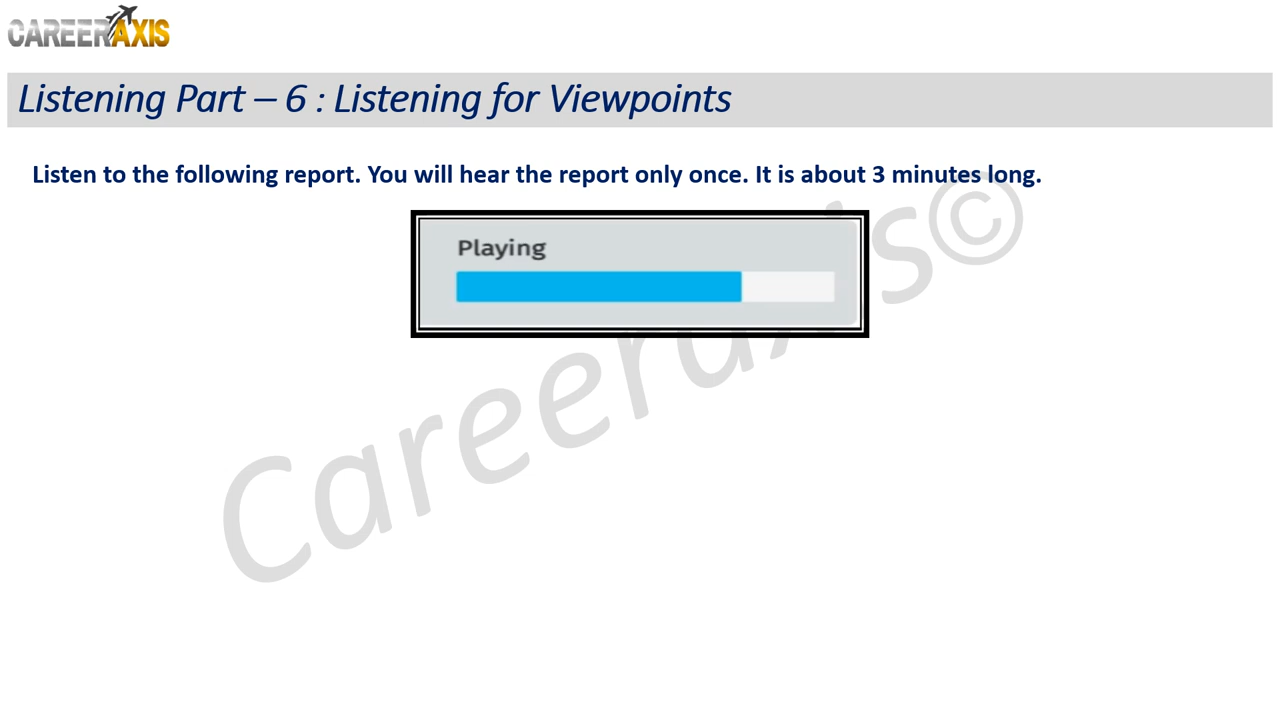 CAREERAXIS
Listening Part – 6 : Listening for Viewpoints
Listen to the following report. You will hear the report only once. It is about 3 minutes long.
Playing
Careeraxis©